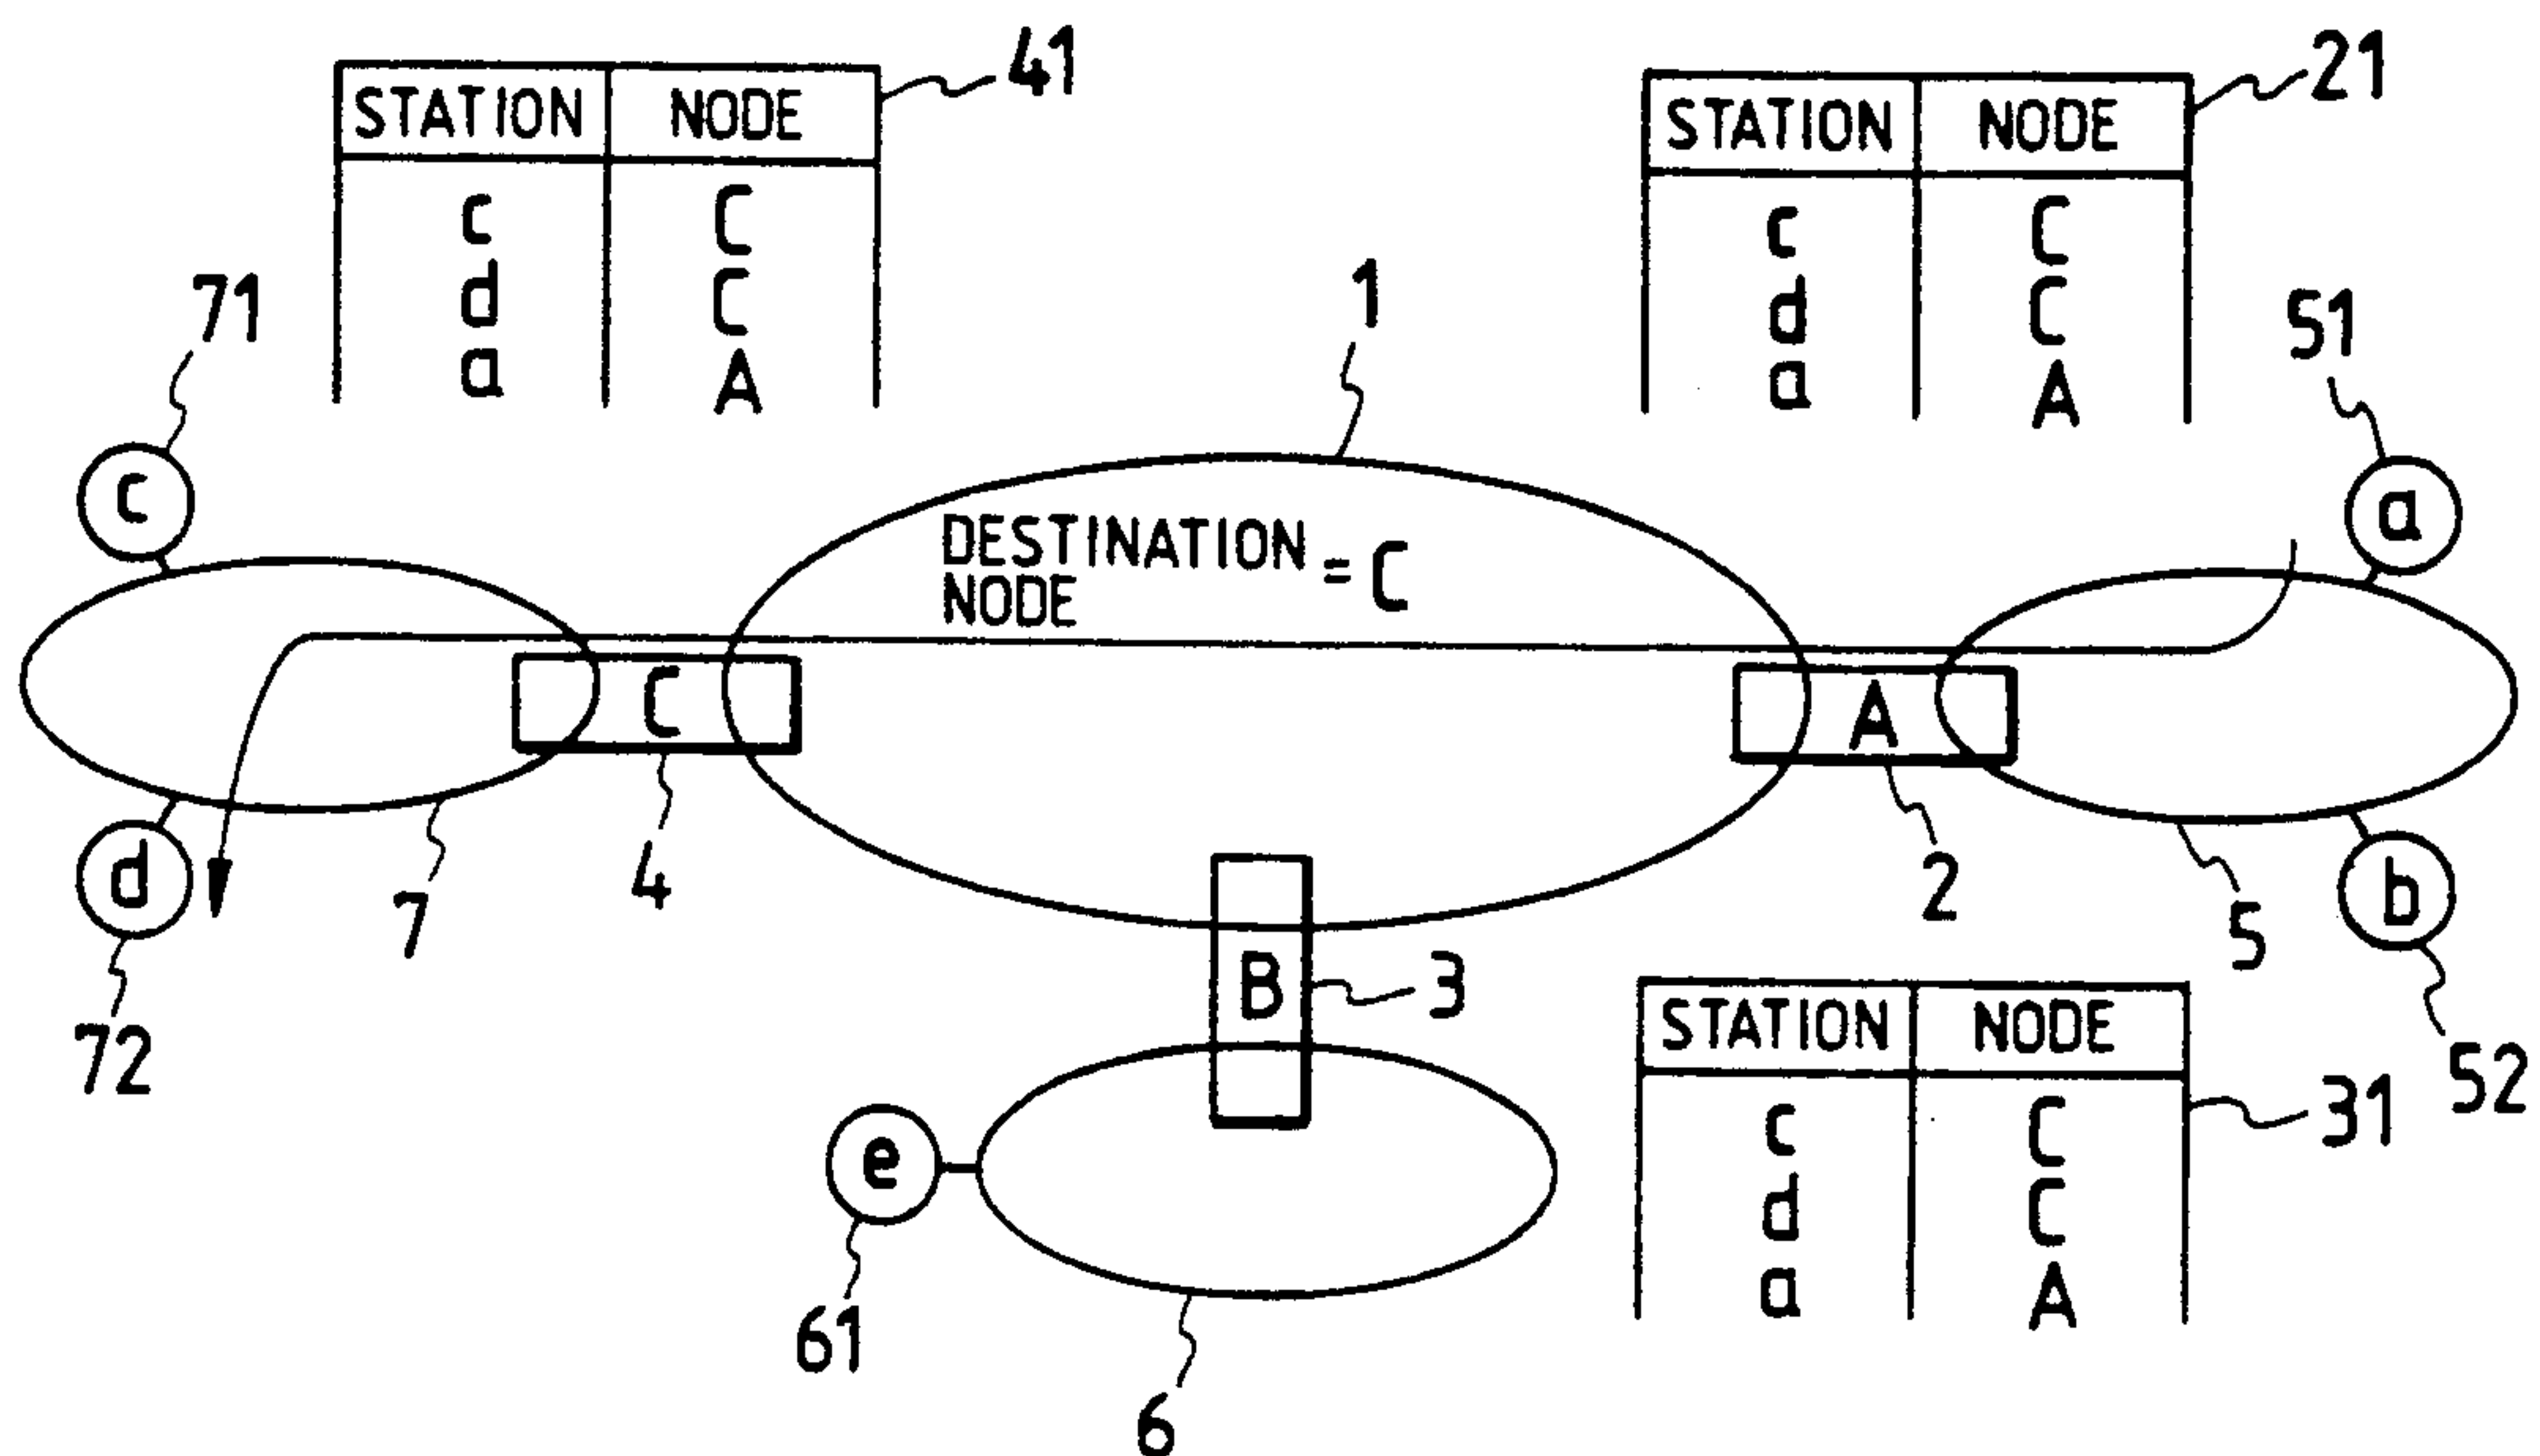 41
STATION NODE
c C
d C
a A
21
STATION NODE
c C
d C
a A
71
1
51
c
a
DESTINATION
NODE = C
C
A
d
7
4
2
5
b
72
B
3
52
STATION NODE
c C
d C
a A
31
e
61
6